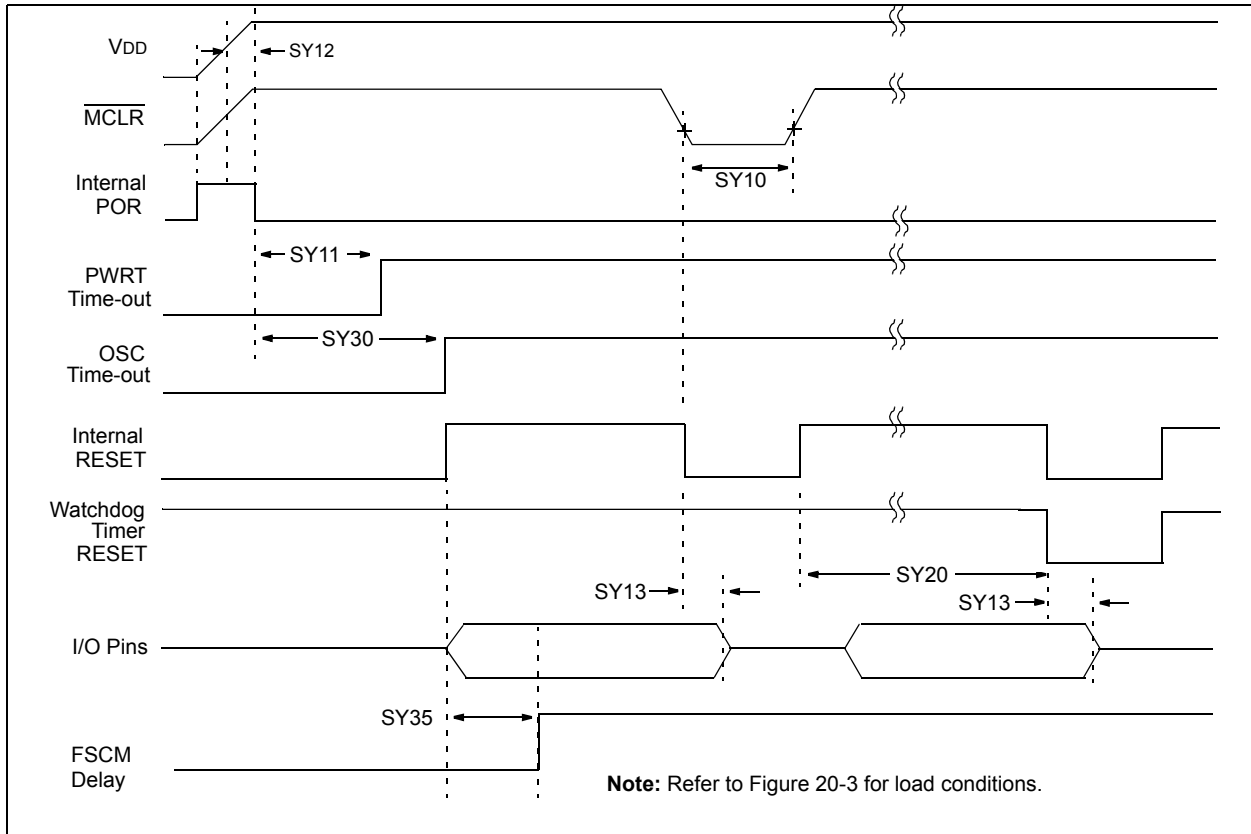 VDD
SY12
MCLR
SY10
Internal
POR
SY11
PWRT
Time-out
SY30
OSC
Time-out
Internal
RESET
Watchdog
Timer
RESET
SY20
SY13
SY13
I/O Pins
SY35
FSCM
Delay
Note: Refer to Figure 20-3 for load conditions.